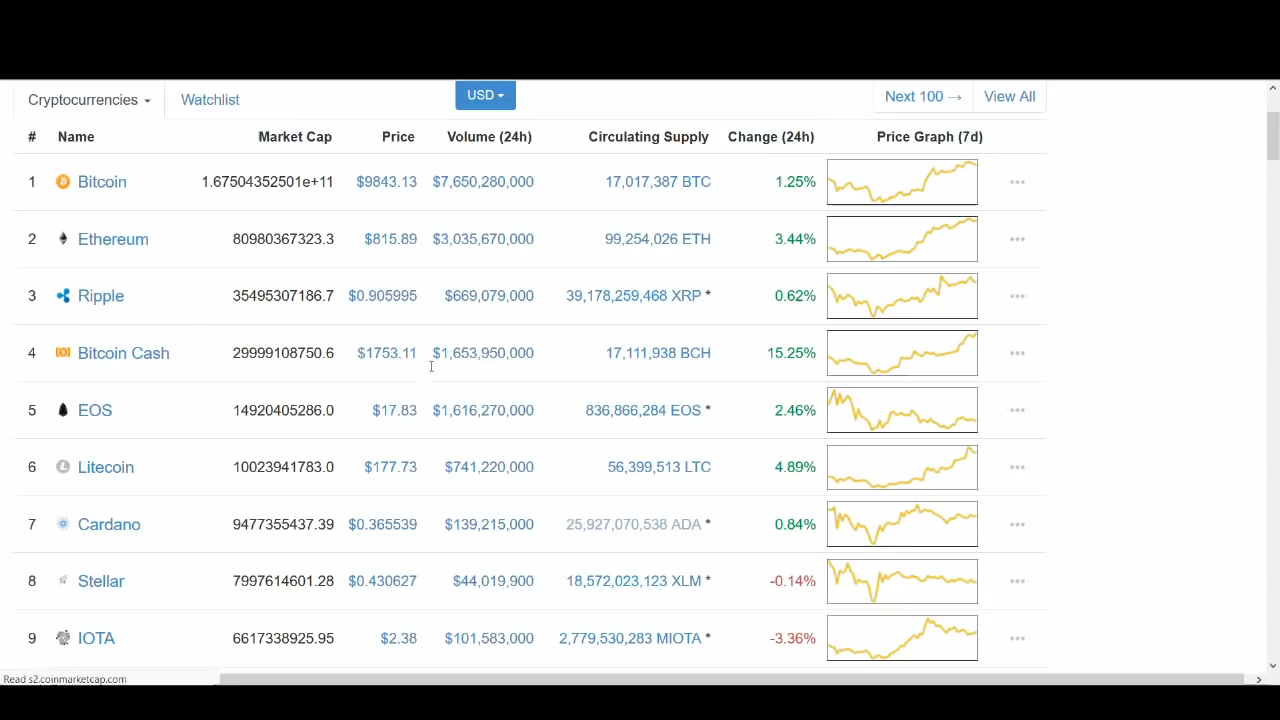 Cryptocurrencies Watchlist USD Next 100 → View All
# Name Market Cap Price Volume (24h) Circulating Supply Change (24h) Price Graph (7d)
1 Bitcoin 1.67504352501e+11 $9843.13 $7,650,280,000 17,017,387 BTC 1.25%
2 Ethereum 80980367323.3 $815.89 $3,035,670,000 99,254,026 ETH 3.44%
3 Ripple 35495307186.7 $0.905995 $669,079,000 39,178,259,468 XRP * 0.62%
4 Bitcoin Cash 29999108750.6 $1753.11 $1,653,950,000 17,111,938 BCH 15.25%
5 EOS 14920405286.0 $17.83 $1,616,270,000 836,866,284 EOS * 2.46%
6 Litecoin 10023941783.0 $177.73 $741,220,000 56,399,513 LTC 4.89%
7 Cardano 9477355437.39 $0.365539 $139,215,000 25,927,070,538 ADA * 0.84%
8 Stellar 7997614601.28 $0.430627 $44,019,900 18,572,023,123 XLM * -0.14%
9 IOTA 6617338925.95 $2.38 $101,583,000 2,779,530,283 MIOTA * -3.36%
Read s2.coinmarketcap.com